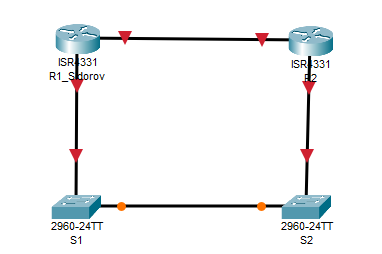 ISR4331
R1_Sidorov
ISR4331
R2
2960-24TT
S1
2960-24TT
S2